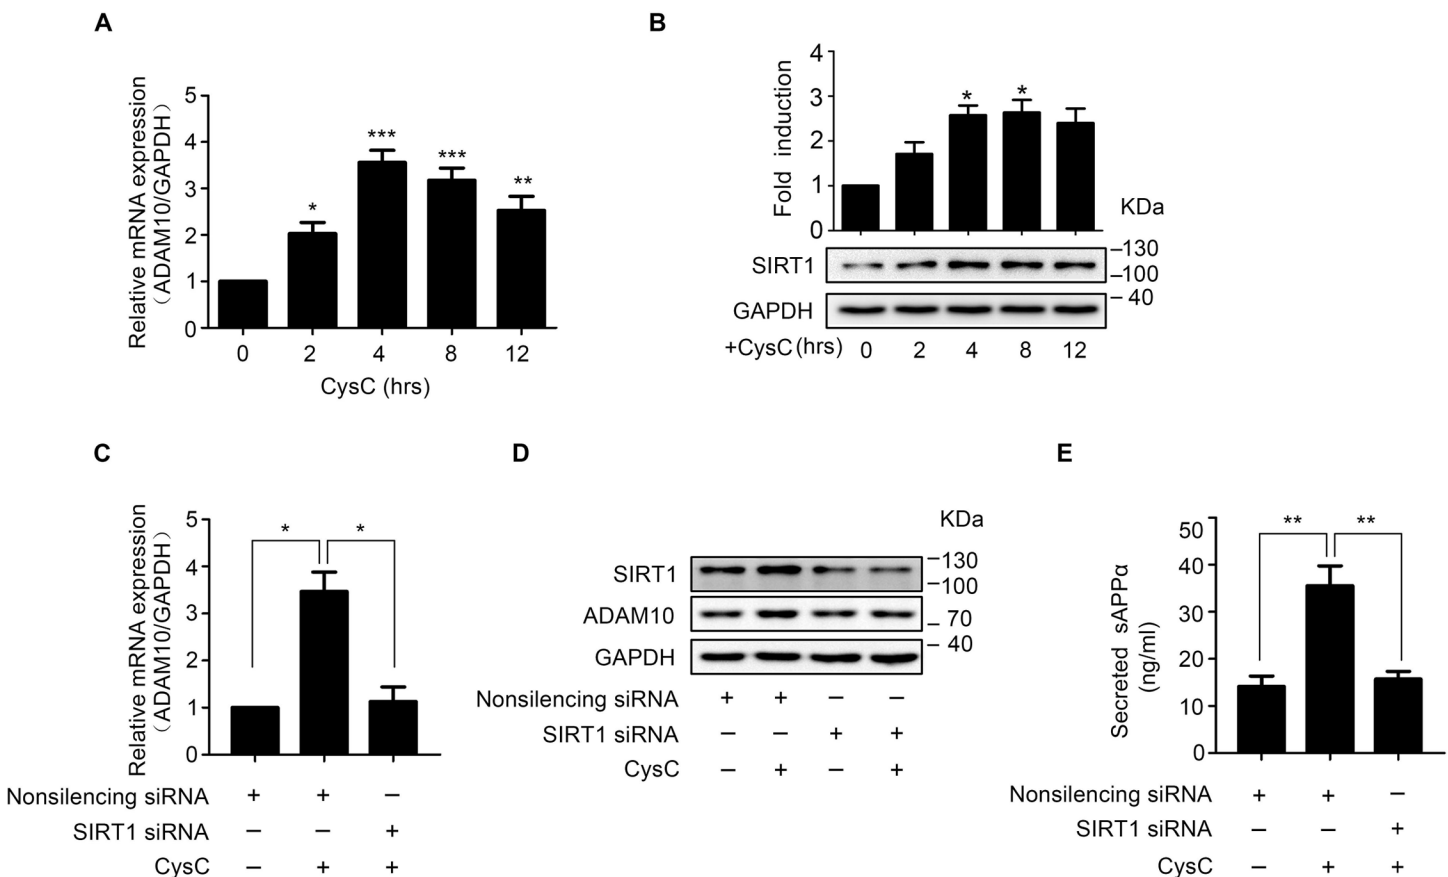 A
Relative mRNA expression
（ADAM10/GAPDH）
5
4
3
2
1
0
*
***
***
**
0 2 4 8 12
CysC (hrs)
B
Fold induction
4
3
2
1
0
*
*
KDa
SIRT1
–130
–100
GAPDH
– 40
+CysC (hrs) 0 2 4 8 12
C
Relative mRNA expression
（ADAM10/GAPDH）
5
4
3
2
1
0
* *
Nonsilencing siRNA + + –
SIRT1 siRNA – – +
CysC – + +
D
KDa
SIRT1
–130
–100
ADAM10
– 70
GAPDH
– 40
Nonsilencing siRNA + + – –
SIRT1 siRNA – – + +
CysC – + – +
E
Secreted sAPPα
(ng/ml)
50
40
30
20
10
0
** **
Nonsilencing siRNA + + –
SIRT1 siRNA – – +
CysC – + +